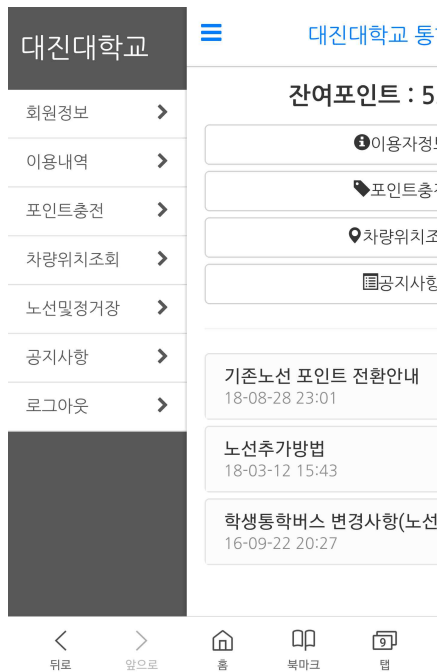 대진대학교
회원정보
이용내역
포인트충전
차량위치조회
노선및정거장
공지사항
로그아웃
대진대학교 통
잔여포인트 : 5
이용자정
포인트충
차량위치조
공지사항
기존노선 포인트 전환안내
18-08-28 23:01
노선추가방법
18-03-12 15:43
학생통학버스 변경사항(노선
16-09-22 20:27
뒤로
앞으로
홈
북마크
9
탭